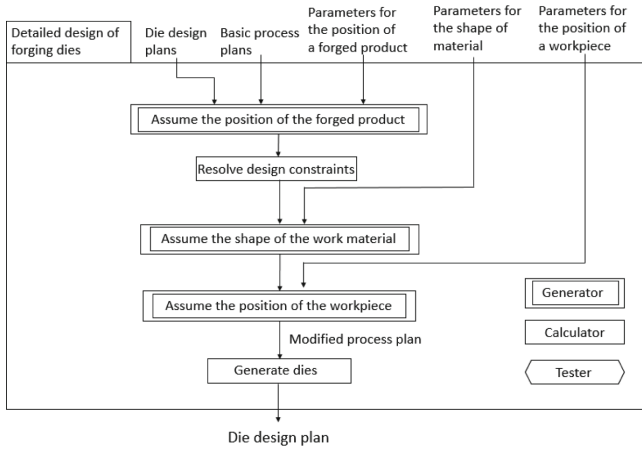 Detailed design of
forging dies
Die design
plans
Basic process
plans
Parameters for
the position of
a forged product
Parameters for
the shape of
material
Parameters for
the position of
a workpiece
Assume the position of the forged product
Resolve design constraints
Assume the shape of the work material
Assume the position of the workpiece
Modified process plan
Generate dies
Generator
Calculator
Tester
Die design plan